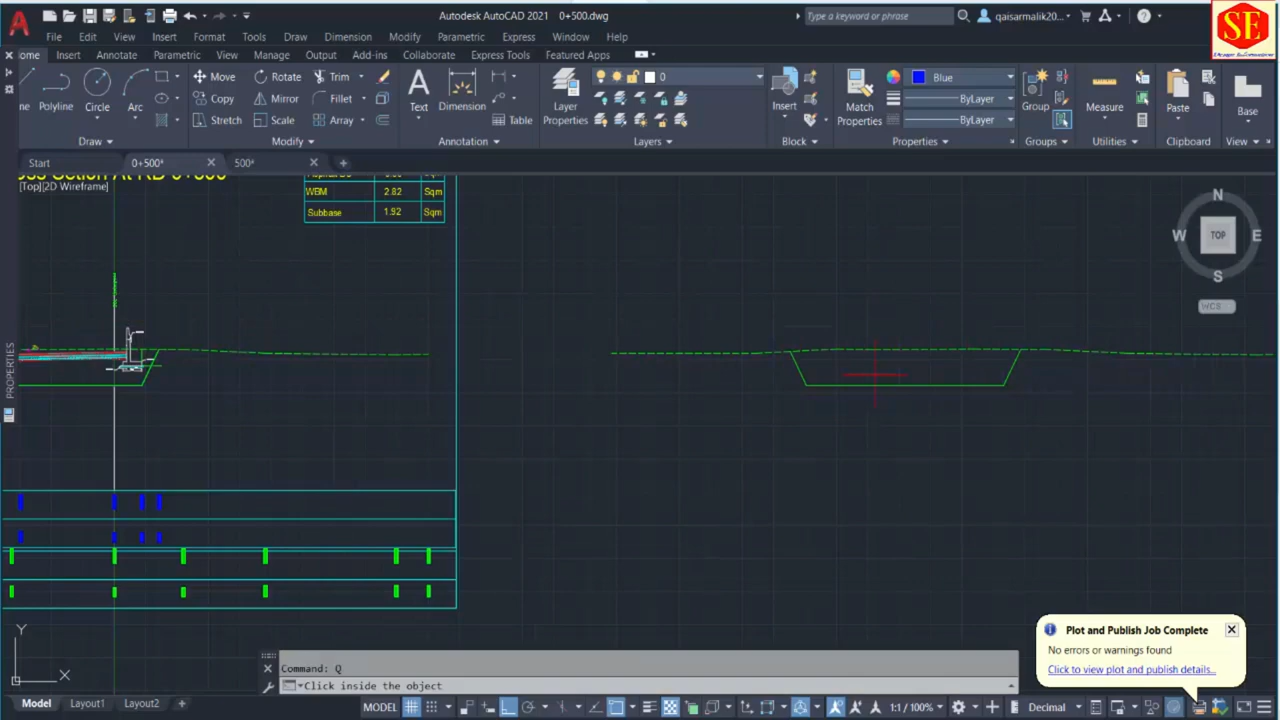 Autodesk AutoCAD 2021 0+500.dwg
Type a keyword or phrase
qaisarmalik20...
SE
File Edit View Insert Format Tools Draw Dimension Modify Parametric Express Window Help
ome Insert Annotate Parametric View Manage Output Add-ins Collaborate Express Tools Featured Apps
Move Rotate Trim
0
Blue
ne Polyline Circle Arc
Copy Mirror Fillet
Text Dimension
Layer Properties
Insert
Match Properties
ByLayer
Group
Measure
Paste
Base
Stretch Scale Array
Table
ByLayer
Draw Modify Annotation Layers Block Properties Groups Utilities Clipboard View
Start 0+500* 500*
[Top][2D Wireframe]
WBM 2.82 Sqm
Subbase 1.92 Sqm
N
W TOP E
S
WCS
PROPERTIES
Y
X
Command: Q
Click inside the object
Plot and Publish Job Complete
No errors or warnings found
Click to view plot and publish details...
Model Layout1 Layout2
MODEL 1:1 / 100% Decimal